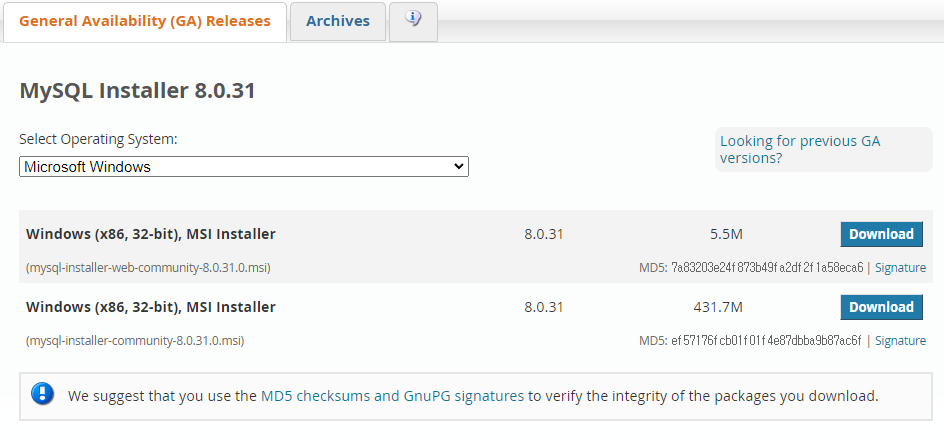 General Availability (GA) Releases
Archives
MySQL Installer 8.0.31
Select Operating System:
Looking for previous GA
versions?
Microsoft Windows
Windows (x86, 32-bit), MSI Installer 8.0.31 5.5M Download
(mysql-installer-web-community-8.0.31.0.msi) MD5: 7a83203e24f873b49fa2df2f1a58eca6 | Signature
Windows (x86, 32-bit), MSI Installer 8.0.31 431.7M Download
(mysql-installer-community-8.0.31.0.msi) MD5: ef57176fcb01f01f4e87dbba9b87ac6f | Signature
We suggest that you use the MD5 checksums and GnuPG signatures to verify the integrity of the packages you download.